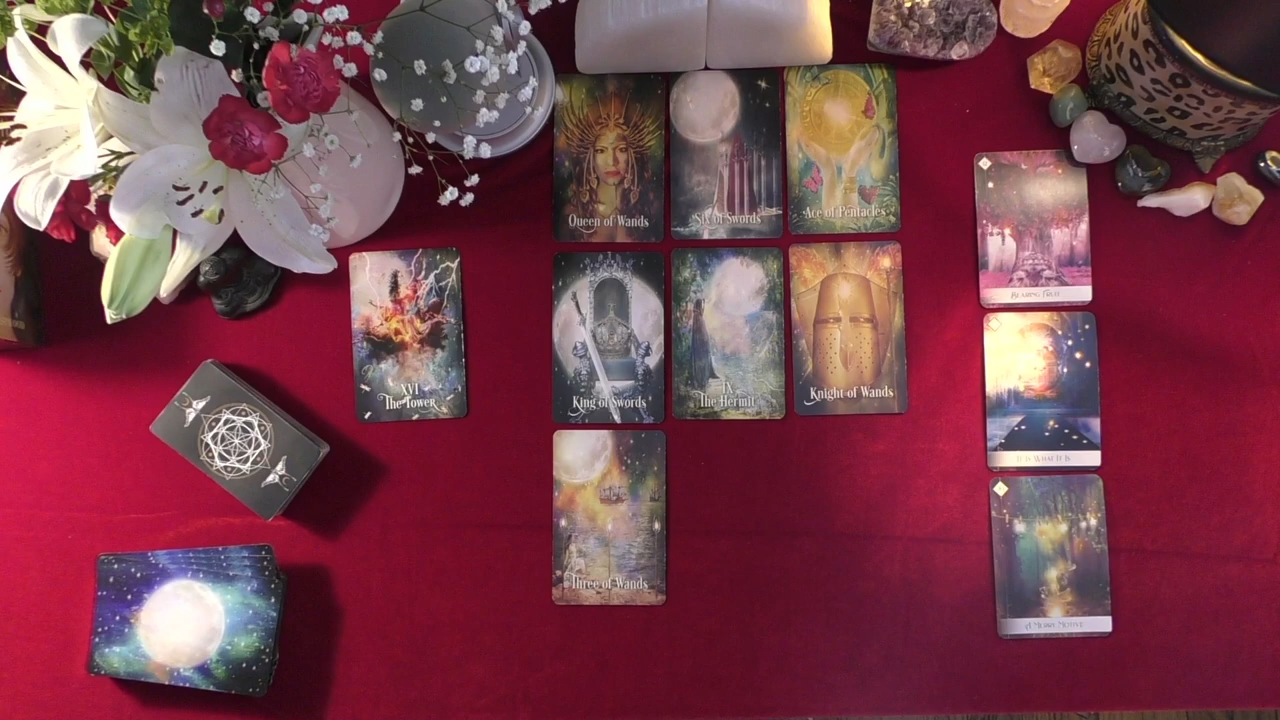 Queen of Wands
Six of Swords
Ace of Pentacles
XVI
The Tower
King of Swords
IX
The Hermit
Knight of Wands
Three of Wands
Bearing Fruit
It Is What It Is
A Merry Motive